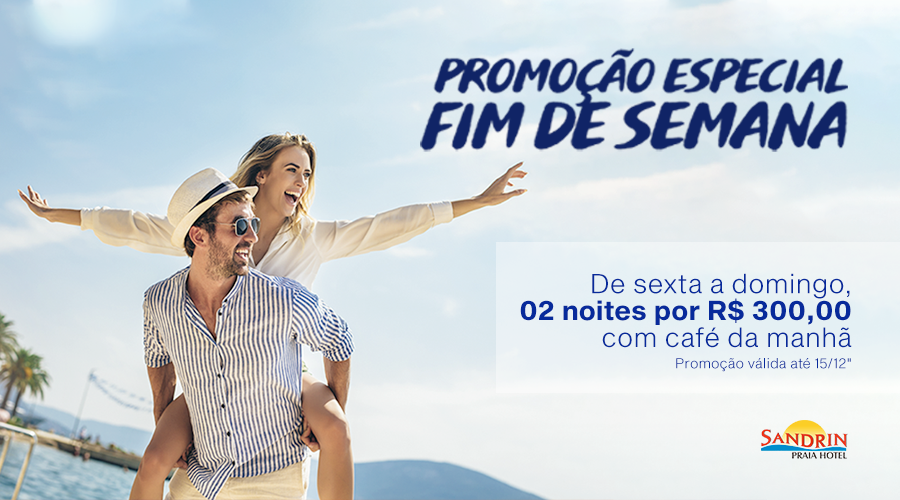 PROMOÇÃO ESPECIAL
FIM DE SEMANA
De sexta a domingo,
02 noites por R$ 300,00
com café da manhã
Promoção válida até 15/12"
SANDRIN
PRAIA HOTEL